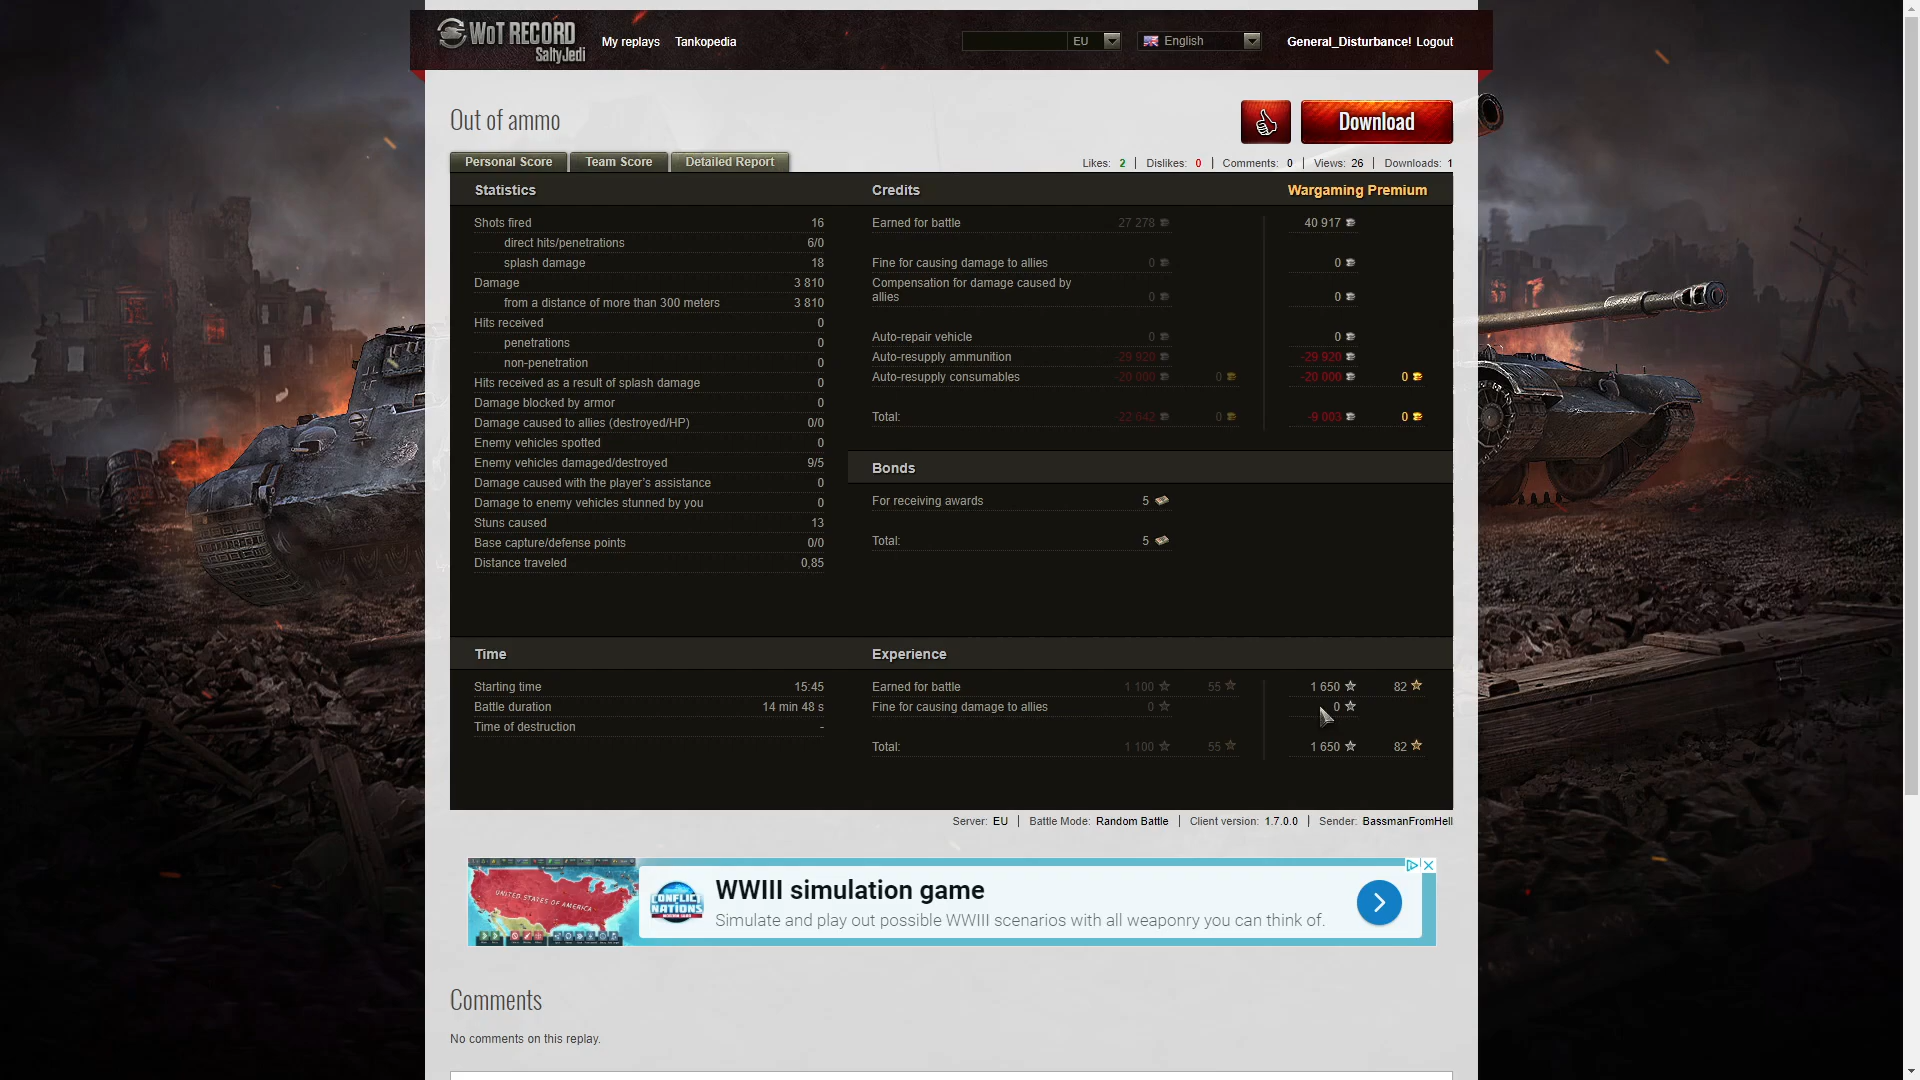 WoT RECORD
SaltyJedi
My replays
Tankopedia
EU
English
General_Disturbance! Logout
Out of ammo
Download
Personal Score
Team Score
Detailed Report
Likes: 2 | Dislikes: 0 | Comments: 0 | Views: 26 | Downloads: 1
Statistics
Shots fired 16
direct hits/penetrations 6/0
splash damage 18
Damage 3 810
from a distance of more than 300 meters 3 810
Hits received 0
penetrations 0
non-penetration 0
Hits received as a result of splash damage 0
Damage blocked by armor 0
Damage caused to allies (destroyed/HP) 0/0
Enemy vehicles spotted 0
Enemy vehicles damaged/destroyed 9/5
Damage caused with the player's assistance 0
Damage to enemy vehicles stunned by you 0
Stuns caused 13
Base capture/defense points 0/0
Distance traveled 0,85
Credits
Wargaming Premium
Earned for battle 27 278 40 917
Fine for causing damage to allies 0 0
Compensation for damage caused by
allies 0 0
Auto-repair vehicle 0 0
Auto-resupply ammunition -29 920 -29 920
Auto-resupply consumables -20 000 0 -20 000 0
Total: -22 642 0 -9 003 0
Bonds
For receiving awards 5
Total: 5
Time
Starting time 15:45
Battle duration 14 min 48 s
Time of destruction -
Experience
Earned for battle 1 100 55 1 650 82
Fine for causing damage to allies 0 0
Total: 1 100 55 1 650 82
Server: EU | Battle Mode: Random Battle | Client version: 1.7.0.0 | Sender: BassmanFromHell
UNITED STATES OF AMERICA
CONFLICT
NATIONS
WWIII simulation game
Simulate and play out possible WWIII scenarios with all weaponry you can think of.
Comments
No comments on this replay.